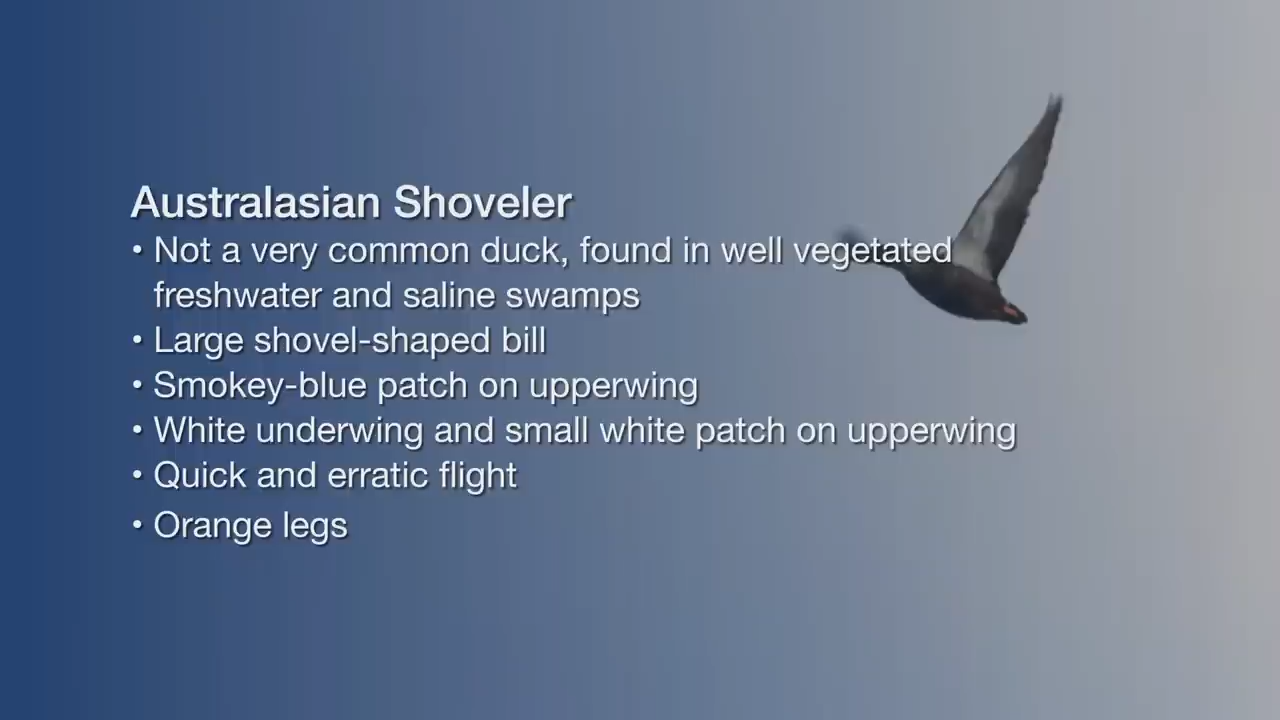 Australasian Shoveler
• Not a very common duck, found in well vegetated
freshwater and saline swamps
• Large shovel-shaped bill
• Smokey-blue patch on upperwing
• White underwing and small white patch on upperwing
• Quick and erratic flight
• Orange legs